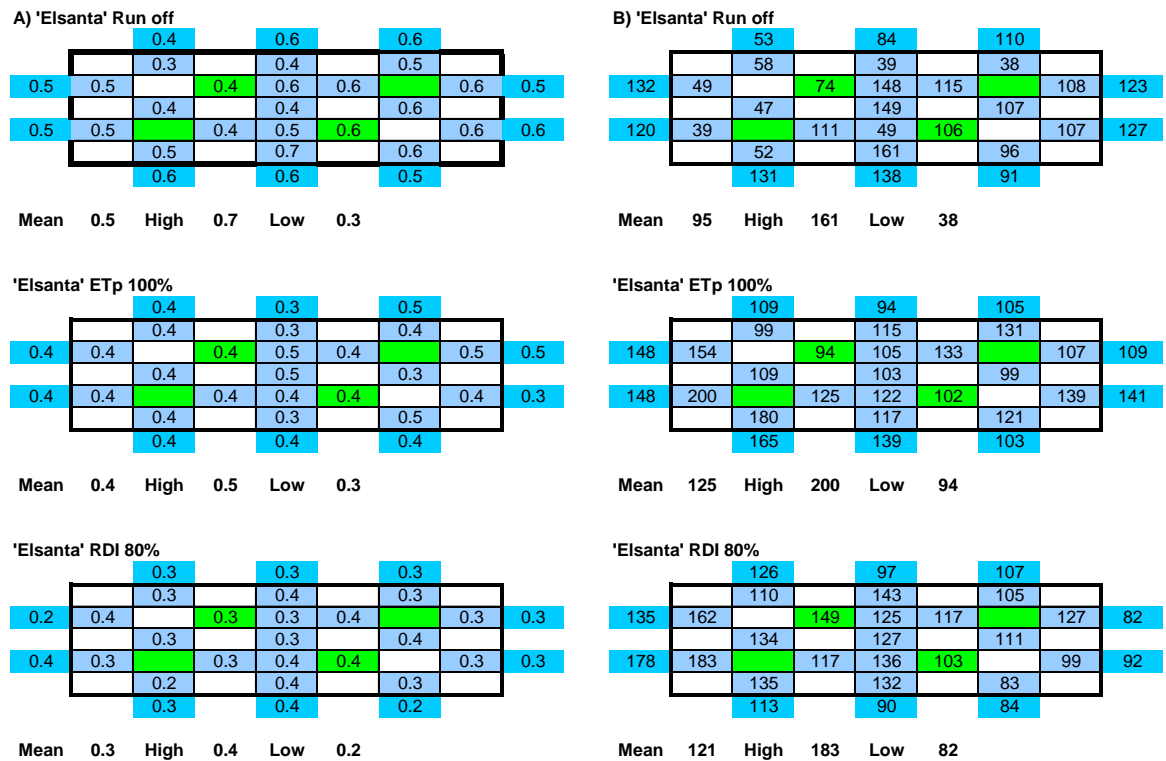 A) 'Elsanta' Run off
0.4 0.6 0.6
0.3 0.4 0.5
0.5 0.5 0.4 0.6 0.6 0.6 0.5
0.4 0.4 0.6
0.5 0.5 0.4 0.5 0.6 0.6 0.6
0.5 0.7 0.6
0.6 0.6 0.5
Mean 0.5 High 0.7 Low 0.3
'Elsanta' ETp 100%
0.4 0.3 0.5
0.4 0.3 0.4
0.4 0.4 0.4 0.5 0.4 0.5 0.5
0.4 0.5 0.3
0.4 0.4 0.4 0.4 0.4 0.4 0.3
0.4 0.3 0.5
0.4 0.4 0.4
Mean 0.4 High 0.5 Low 0.3
'Elsanta' RDI 80%
0.3 0.3 0.3
0.3 0.4 0.3
0.2 0.4 0.3 0.3 0.4 0.3 0.3
0.3 0.3 0.4
0.4 0.3 0.3 0.4 0.4 0.3 0.3
0.2 0.4 0.3
0.3 0.4 0.2
Mean 0.3 High 0.4 Low 0.2
B) 'Elsanta' Run off
53 84 110
58 39 38
132 49 74 148 115 108 123
47 149 107
120 39 111 49 106 107 127
52 161 96
131 138 91
Mean 95 High 161 Low 38
'Elsanta' ETp 100%
109 94 105
99 115 131
148 154 94 105 133 107 109
109 103 99
148 200 125 122 102 139 141
180 117 121
165 139 103
Mean 125 High 200 Low 94
'Elsanta' RDI 80%
126 97 107
110 143 105
135 162 149 125 117 127 82
134 127 111
178 183 117 136 103 99 92
135 132 83
113 90 84
Mean 121 High 183 Low 82